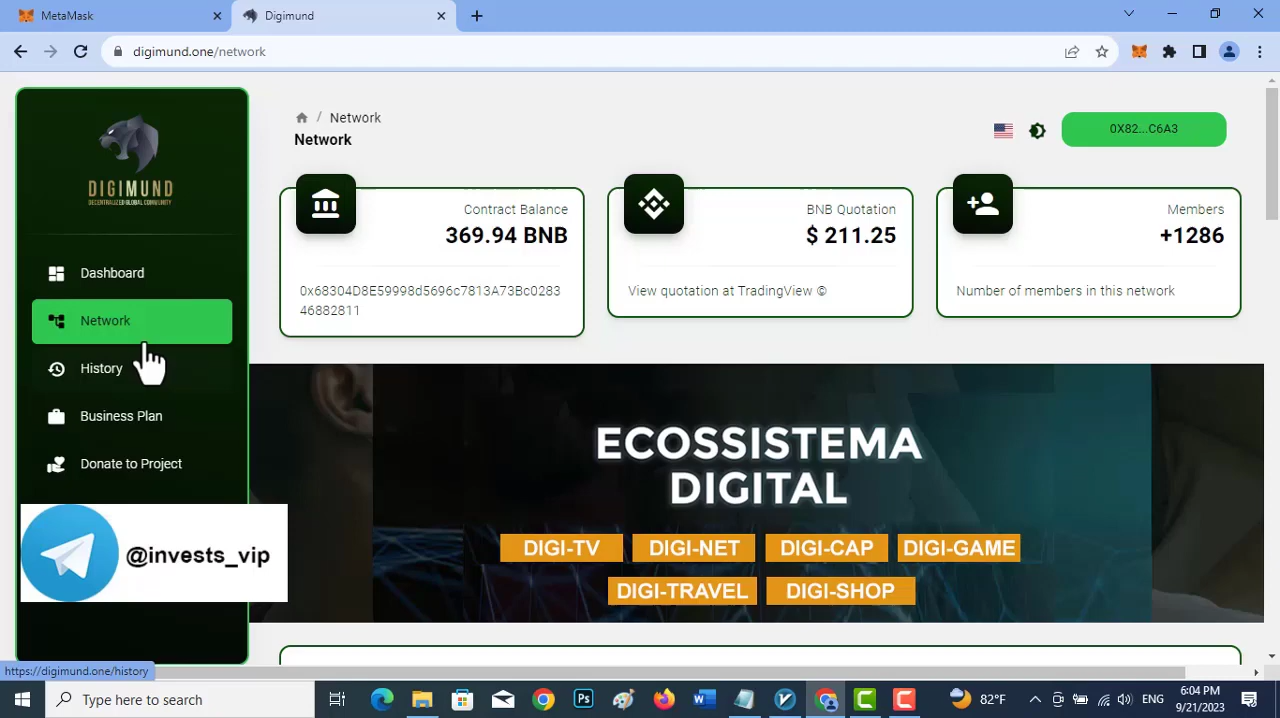 MetaMask
Digimund
digimund.one/network
DIGIMUND
DECENTRALIZED GLOBAL COMMUNITY
Dashboard
Network
History
Business Plan
Donate to Project
@invests_vip
https://digimund.one/history
/ Network
Network
0X82...C6A3
Contract Balance
369.94 BNB
0x68304D8E59998d5696c7813A73Bc0283
46882811
BNB Quotation
$ 211.25
View quotation at TradingView ©
Members
+1286
Number of members in this network
ECOSSISTEMA
DIGITAL
DIGI-TV DIGI-NET DIGI-CAP DIGI-GAME
DIGI-TRAVEL DIGI-SHOP
Type here to search
82°F
ENG
6:04 PM
9/21/2023